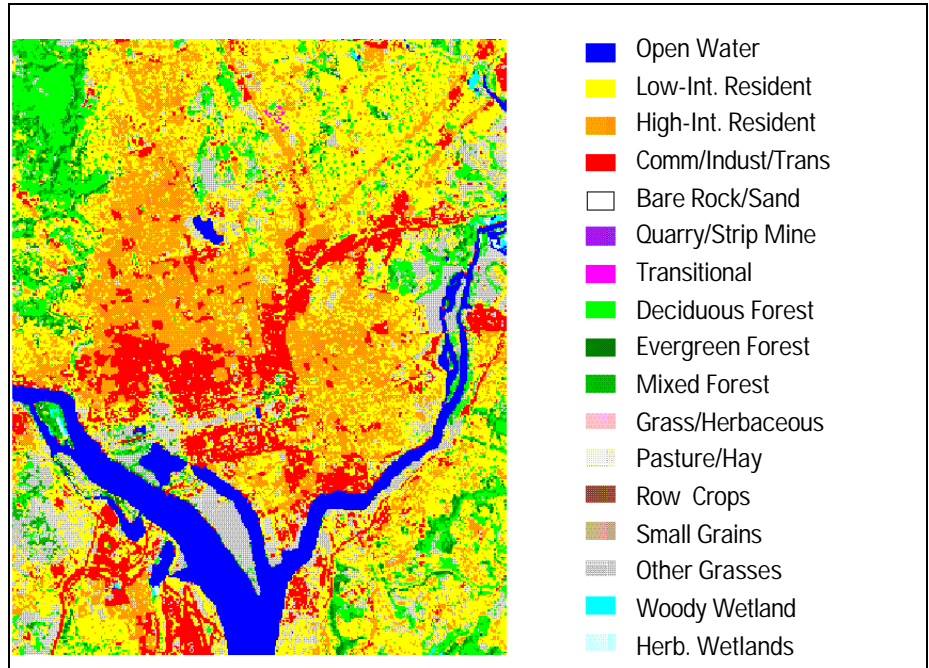 Open Water
Low-Int. Resident
High-Int. Resident
Comm/Indust/Trans
Bare Rock/Sand
Quarry/Strip Mine
Transitional
Deciduous Forest
Evergreen Forest
Mixed Forest
Grass/Herbaceous
Pasture/Hay
Row Crops
Small Grains
Other Grasses
Woody Wetland
Herb. Wetlands